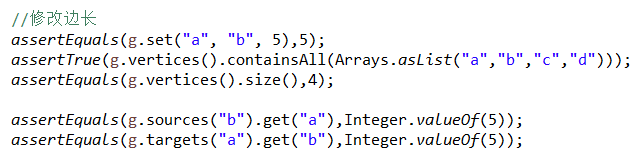 //修改边长
assertEquals(g.set("a", "b", 5),5);
assertTrue(g.vertices().containsAll(Arrays.asList("a","b","c","d")));
assertEquals(g.vertices().size(),4);
assertEquals(g.sources("b").get("a"),Integer.valueOf(5));
assertEquals(g.targets("a").get("b"),Integer.valueOf(5));